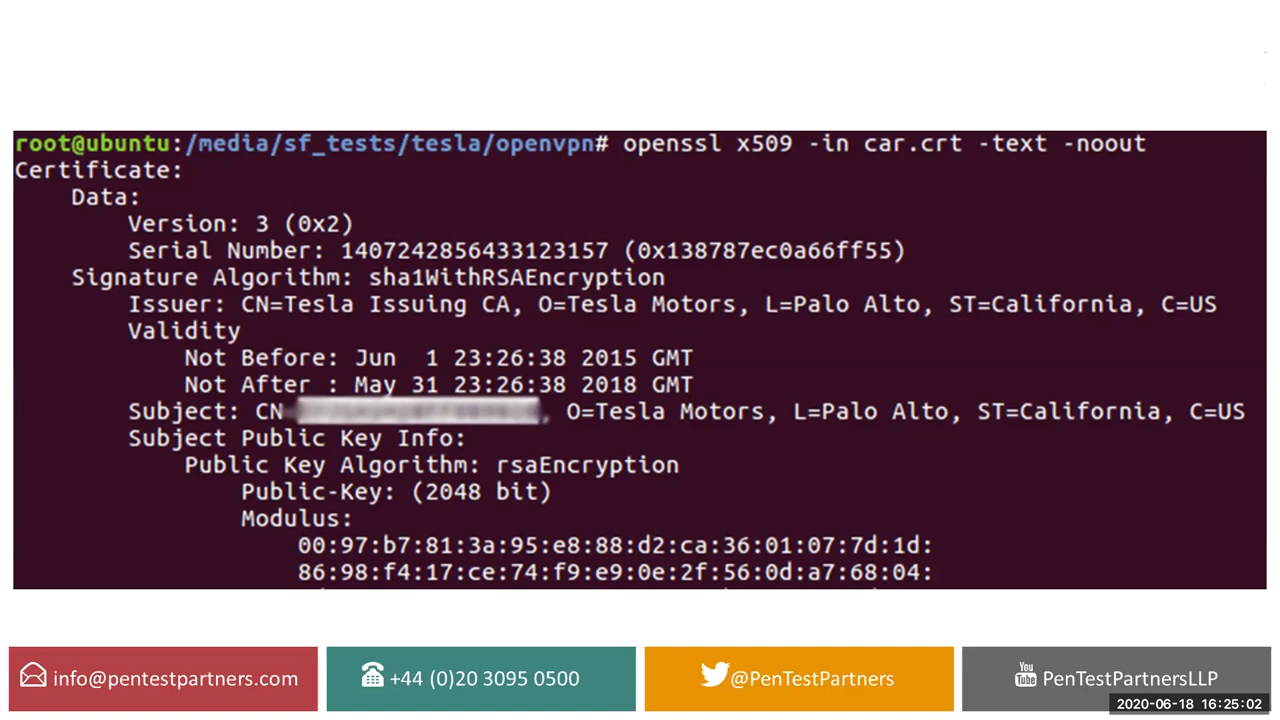 root@ubuntu:/media/sf_tests/tesla/openvpn# openssl x509 -in car.crt -text -noout
Certificate:
Data:
Version: 3 (0x2)
Serial Number: 1407242856433123157 (0x138787ec0a66ff55)
Signature Algorithm: sha1WithRSAEncryption
Issuer: CN=Tesla Issuing CA, O=Tesla Motors, L=Palo Alto, ST=California, C=US
Validity
Not Before: Jun  1 23:26:38 2015 GMT
Not After : May 31 23:26:38 2018 GMT
Subject: CN , O=Tesla Motors, L=Palo Alto, ST=California, C=US
Subject Public Key Info:
Public Key Algorithm: rsaEncryption
Public-Key: (2048 bit)
Modulus:
00:97:b7:81:3a:95:e8:88:d2:ca:36:01:07:7d:1d:
86:98:f4:17:ce:74:f9:e9:0e:2f:56:0d:a7:68:04:
info@pentestpartners.com
+44 (0)20 3095 0500
@PenTestPartners
You Tube PenTestPartnersLLP
2020-06-18 16:25:02